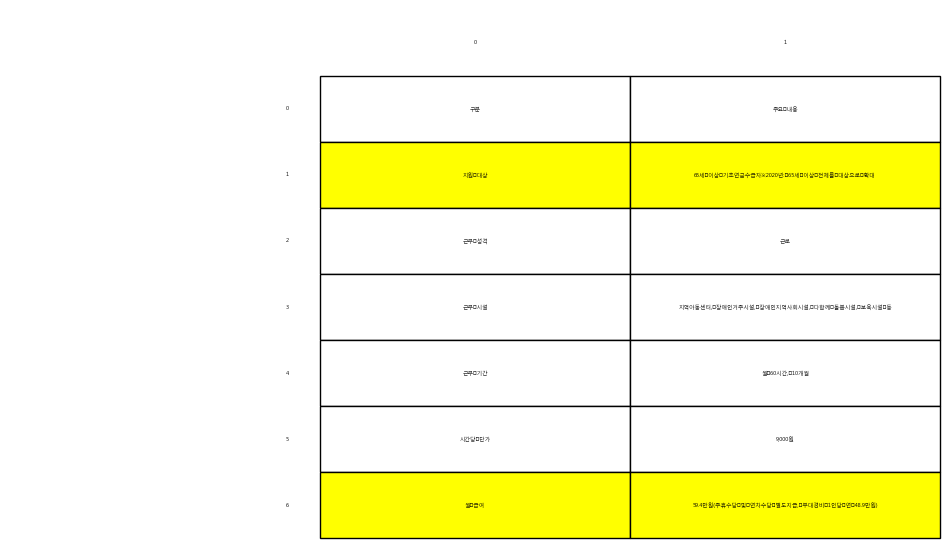 0 1
0 구분 주요□내용
1 지원□대상 65세□이상□기초연금수급자(※2020년□65세□이상□전체를□대상으로□확대
2 근무□성격 근로
3 근무□시설 지역아동센터,□장애인거주시설,□장애인지역사회시설,□다함께□돌봄시설,□보육시설□등
4 근무□기간 월□60시간,□10개월
5 시간당□단가 9,000원
6 월□급여 59.4만원(주휴수당□및□연차수당□별도지급,□부대경비□1인당□연□48.9만원)